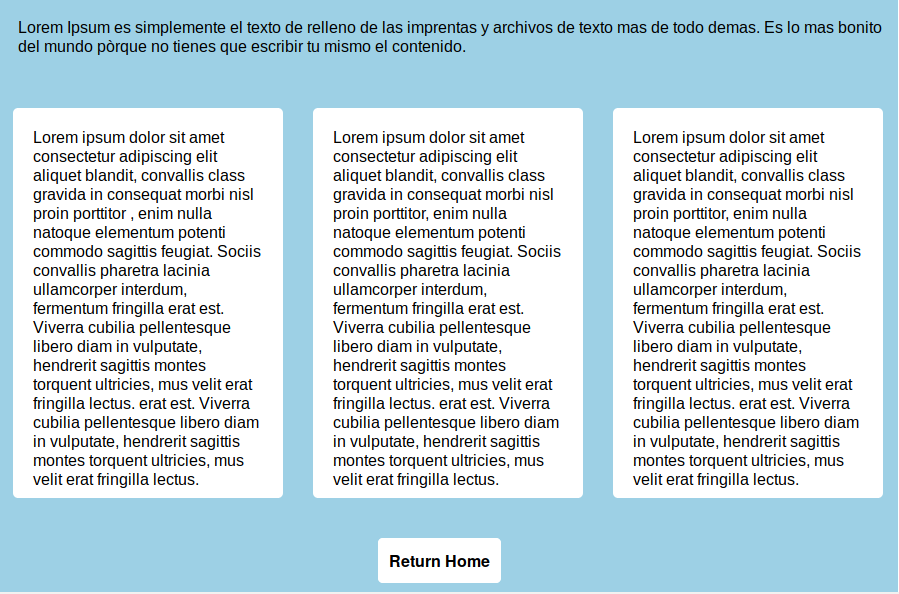 Lorem Ipsum es simplemente el texto de relleno de las imprentas y archivos de texto mas de todo demas. Es lo mas bonito
del mundo pòrque no tienes que escribir tu mismo el contenido.
Lorem ipsum dolor sit amet
consectetur adipiscing elit
aliquet blandit, convallis class
gravida in consequat morbi nisl
proin porttitor , enim nulla
natoque elementum potenti
commodo sagittis feugiat. Sociis
convallis pharetra lacinia
ullamcorper interdum,
fermentum fringilla erat est.
Viverra cubilia pellentesque
libero diam in vulputate,
hendrerit sagittis montes
torquent ultricies, mus velit erat
fringilla lectus. erat est. Viverra
cubilia pellentesque libero diam
in vulputate, hendrerit sagittis
montes torquent ultricies, mus
velit erat fringilla lectus.
Lorem ipsum dolor sit amet
consectetur adipiscing elit
aliquet blandit, convallis class
gravida in consequat morbi nisl
proin porttitor, enim nulla
natoque elementum potenti
commodo sagittis feugiat. Sociis
convallis pharetra lacinia
ullamcorper interdum,
fermentum fringilla erat est.
Viverra cubilia pellentesque
libero diam in vulputate,
hendrerit sagittis montes
torquent ultricies, mus velit erat
fringilla lectus. erat est. Viverra
cubilia pellentesque libero diam
in vulputate, hendrerit sagittis
montes torquent ultricies, mus
velit erat fringilla lectus.
Lorem ipsum dolor sit amet
consectetur adipiscing elit
aliquet blandit, convallis class
gravida in consequat morbi nisl
proin porttitor, enim nulla
natoque elementum potenti
commodo sagittis feugiat. Sociis
convallis pharetra lacinia
ullamcorper interdum,
fermentum fringilla erat est.
Viverra cubilia pellentesque
libero diam in vulputate,
hendrerit sagittis montes
torquent ultricies, mus velit erat
fringilla lectus. erat est. Viverra
cubilia pellentesque libero diam
in vulputate, hendrerit sagittis
montes torquent ultricies, mus
velit erat fringilla lectus.
Return Home